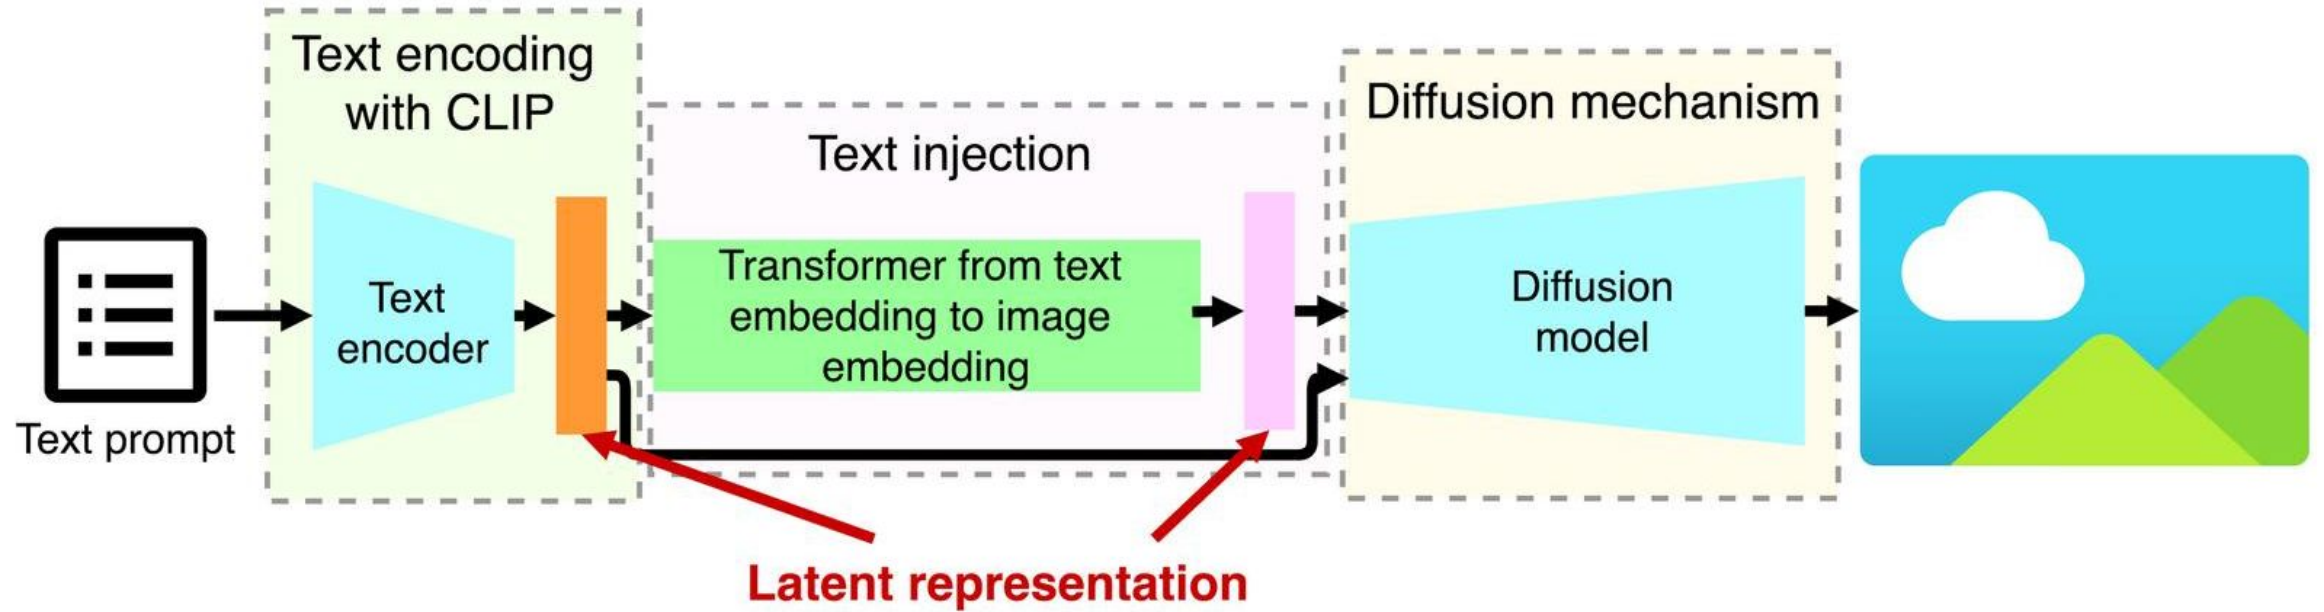 Text encoding
with CLIP
Text injection
Diffusion mechanism
Text
encoder
Transformer from text
embedding to image
embedding
Diffusion
model
Text prompt
Latent representation